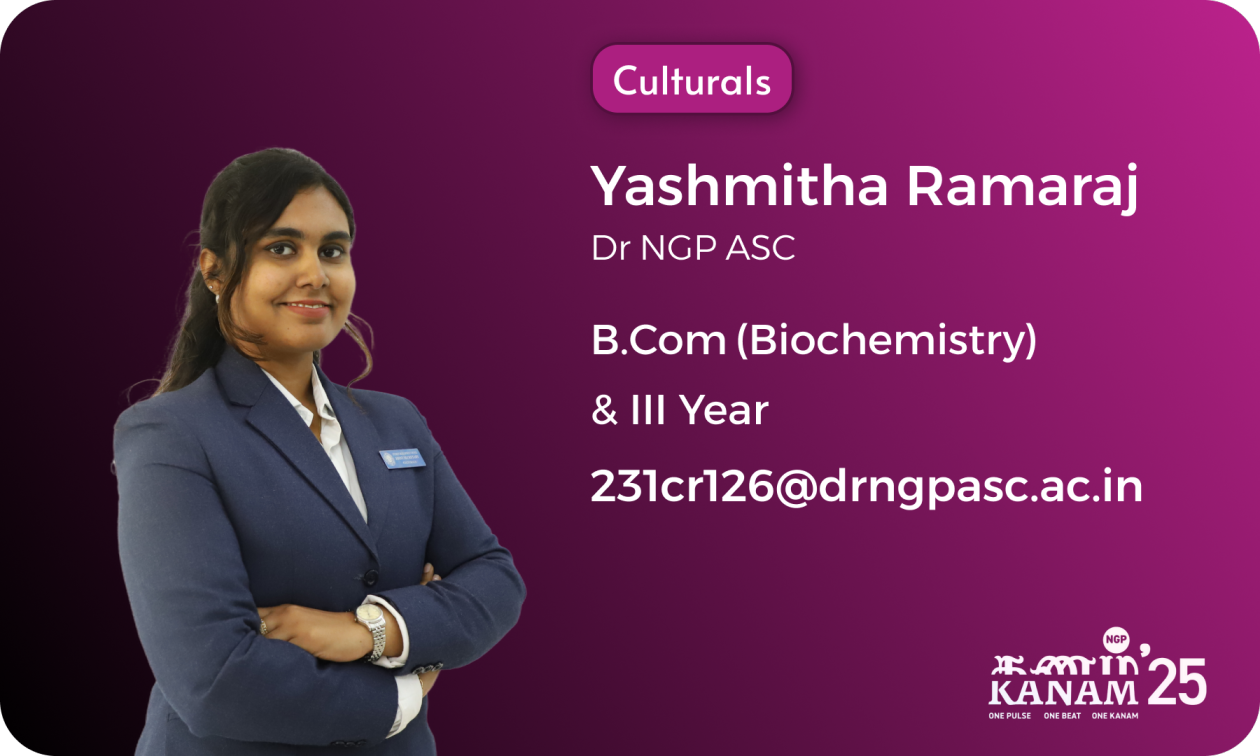 Culturals
Yashmitha Ramaraj
Dr NGP ASC
B.Com (Biochemistry)
& III Year
231cr126@drngpasc.ac.in
NGP
KANAM'25
ONE PULSE ONE BEAT ONE KANAM